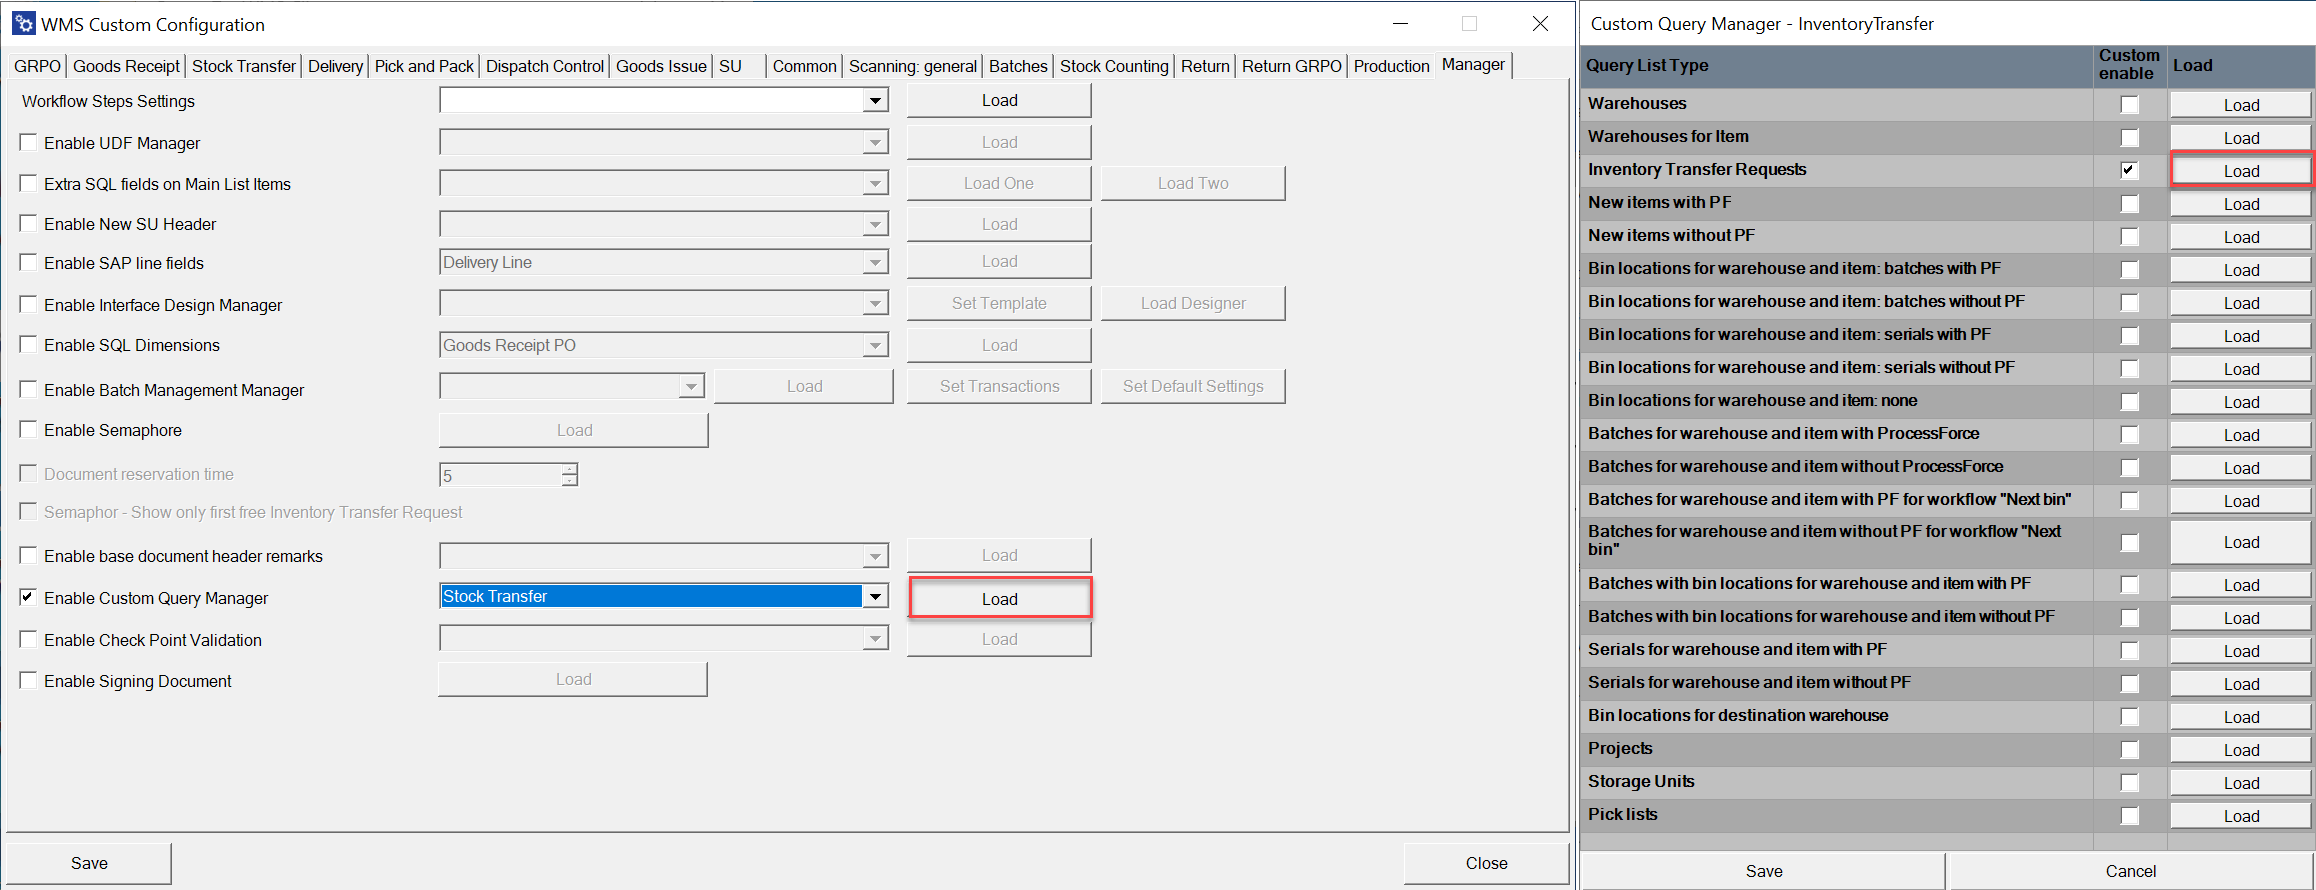 WMS Custom Configuration
GRPO Goods Receipt Stock Transfer Delivery Pick and Pack Dispatch Control Goods Issue SU Common Scanning: general Batches Stock Counting Return Return GRPO Production Manager
Workflow Steps Settings Load
Enable UDF Manager Load
Extra SQL fields on Main List Items Load One Load Two
Enable New SU Header Load
Enable SAP line fields Delivery Line Load
Enable Interface Design Manager Set Template Load Designer
Enable SQL Dimensions Goods Receipt PO Load
Enable Batch Management Manager Load Set Transactions Set Default Settings
Enable Semaphore Load
Document reservation time 5
Semaphor - Show only first free Inventory Transfer Request
Enable base document header remarks Load
Enable Custom Query Manager Stock Transfer Load
Enable Check Point Validation Load
Enable Signing Document Load
Save Close
Custom Query Manager - InventoryTransfer
Query List Type Custom enable Load
Warehouses Load
Warehouses for Item Load
Inventory Transfer Requests Load
New items with PF Load
New items without PF Load
Bin locations for warehouse and item: batches with PF Load
Bin locations for warehouse and item: batches without PF Load
Bin locations for warehouse and item: serials with PF Load
Bin locations for warehouse and item: serials without PF Load
Bin locations for warehouse and item: none Load
Batches for warehouse and item with ProcessForce Load
Batches for warehouse and item without ProcessForce Load
Batches for warehouse and item with PF for workflow "Next bin" Load
Batches for warehouse and item without PF for workflow "Next
bin" Load
Batches with bin locations for warehouse and item with PF Load
Batches with bin locations for warehouse and item without PF Load
Serials for warehouse and item with PF Load
Serials for warehouse and item without PF Load
Bin locations for destination warehouse Load
Projects Load
Storage Units Load
Pick lists Load
Save Cancel